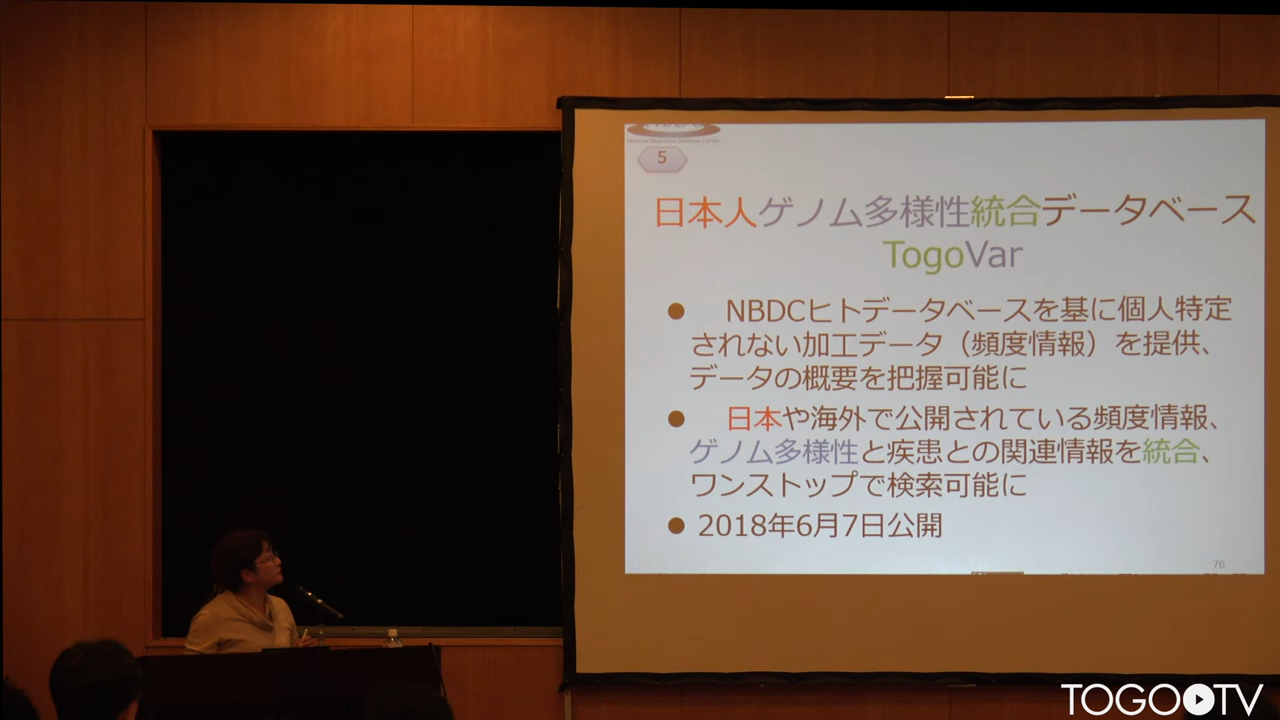 5
日本人ゲノム多様性統合データベース
TogoVar
● NBDCヒトデータベースを基に個人特定
されない加工データ（頻度情報）を提供、
データの概要を把握可能に
● 日本や海外で公開されている頻度情報、
ゲノム多様性と疾患との関連情報を統合、
ワンストップで検索可能に
● 2018年6月7日公開
76
TOGOTV